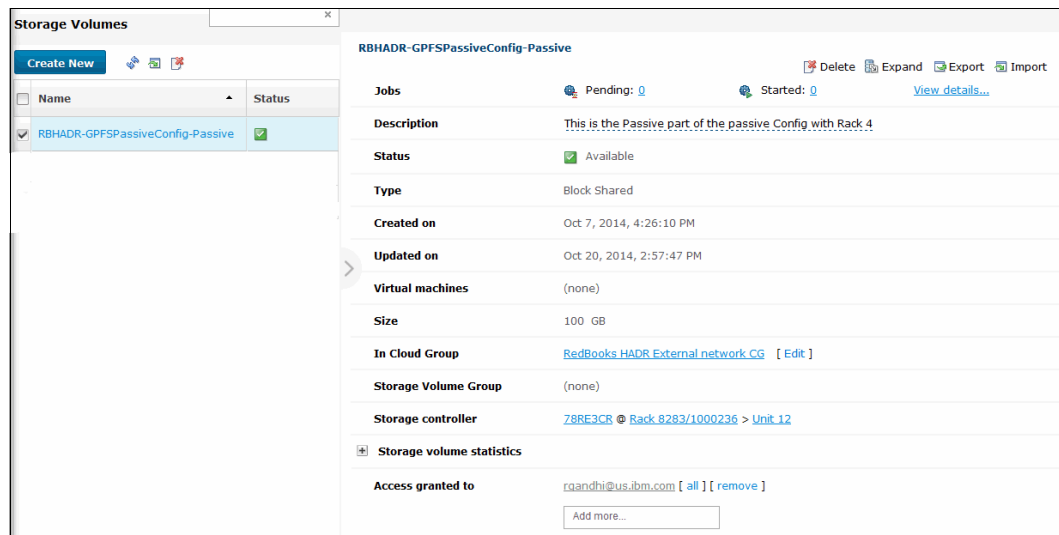 Storage Volumes
×
Create New
Name
Status
RBHADR-GPFSPassiveConfig-Passive
RBHADR-GPFSPassiveConfig-Passive
Delete Expand Export Import
Jobs Pending: 0 Started: 0 View details...
Description This is the Passive part of the passive Config with Rack 4
Status Available
Type Block Shared
Created on Oct 7, 2014, 4:26:10 PM
Updated on Oct 20, 2014, 2:57:47 PM
Virtual machines (none)
Size 100 GB
In Cloud Group RedBooks HADR External network CG [ Edit ]
Storage Volume Group (none)
Storage controller 78RE3CR @ Rack 8283/1000236 > Unit 12
Storage volume statistics
Access granted to rgandhi@us.ibm.com [ all ] [ remove ]
Add more...